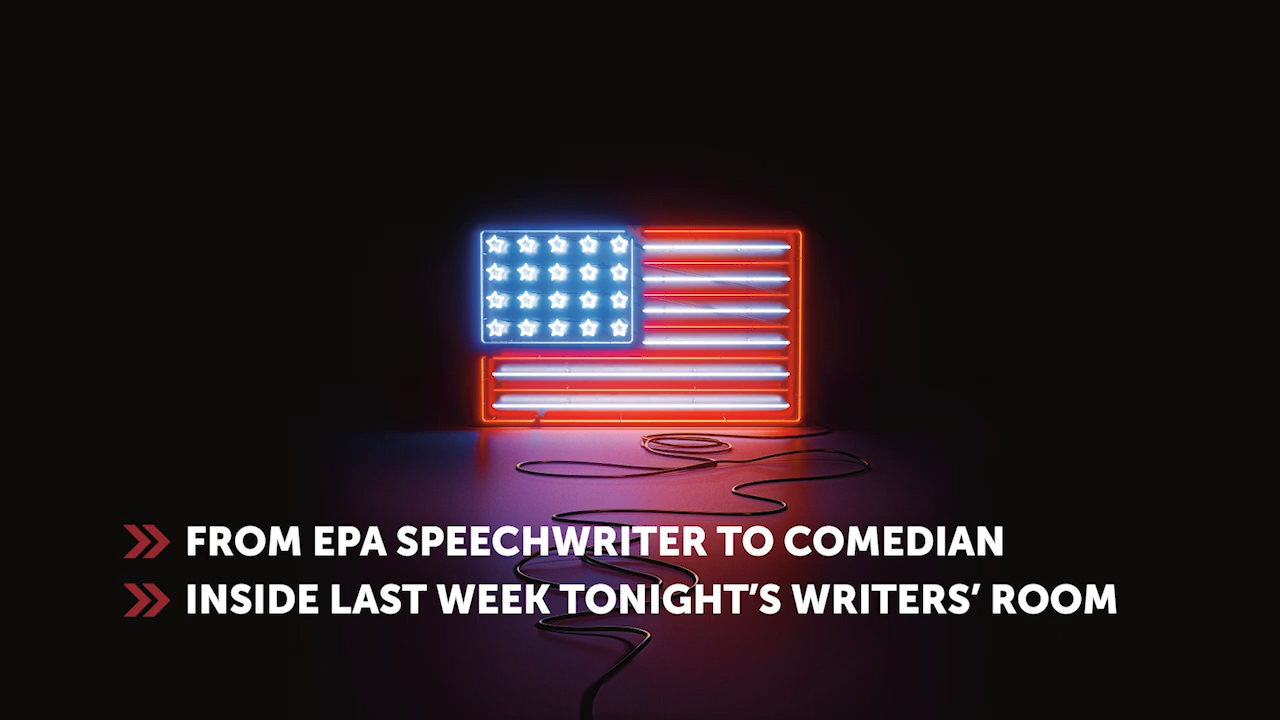 FROM EPA SPEECHWRITER TO COMEDIAN
INSIDE LAST WEEK TONIGHT’S WRITERS’ ROOM